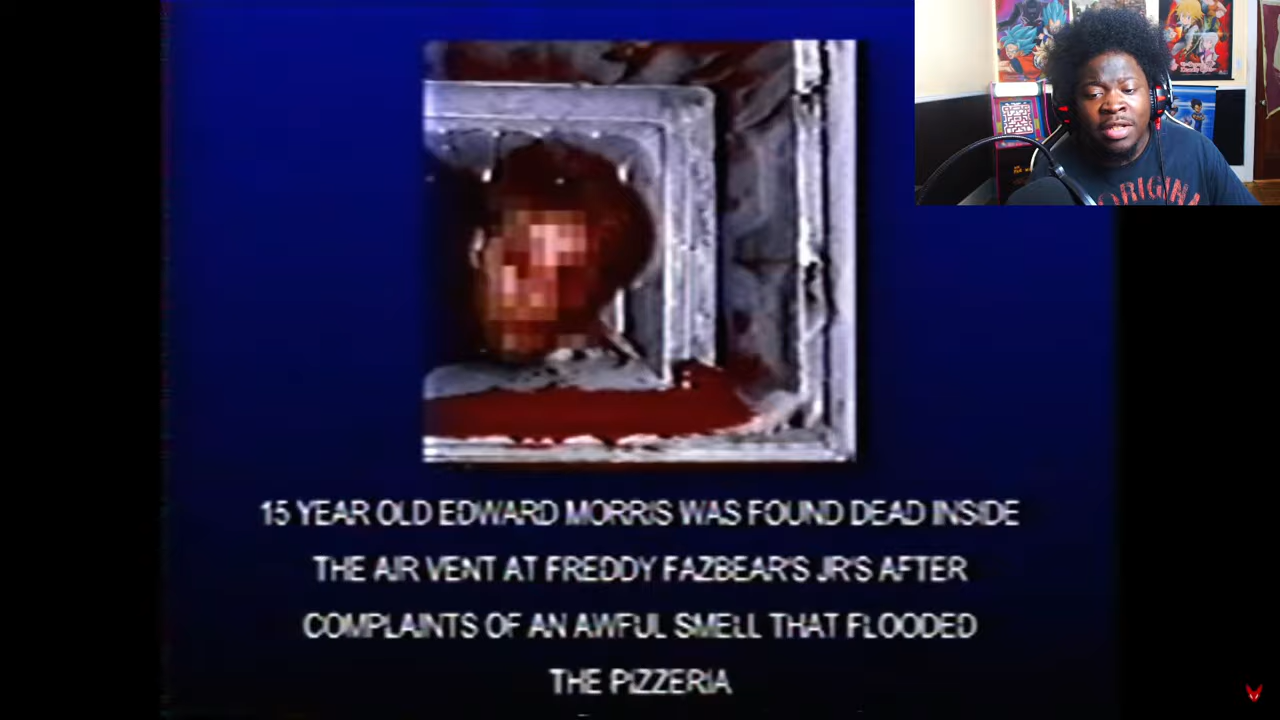 15 YEAR OLD EDWARD MORRIS WAS FOUND DEAD INSIDE
THE AIR VENT AT FREDDY FAZBEAR'S JR'S AFTER
COMPLAINTS OF AN AWFUL SMELL THAT FLOODED
THE PIZZERIA
ORIGINA